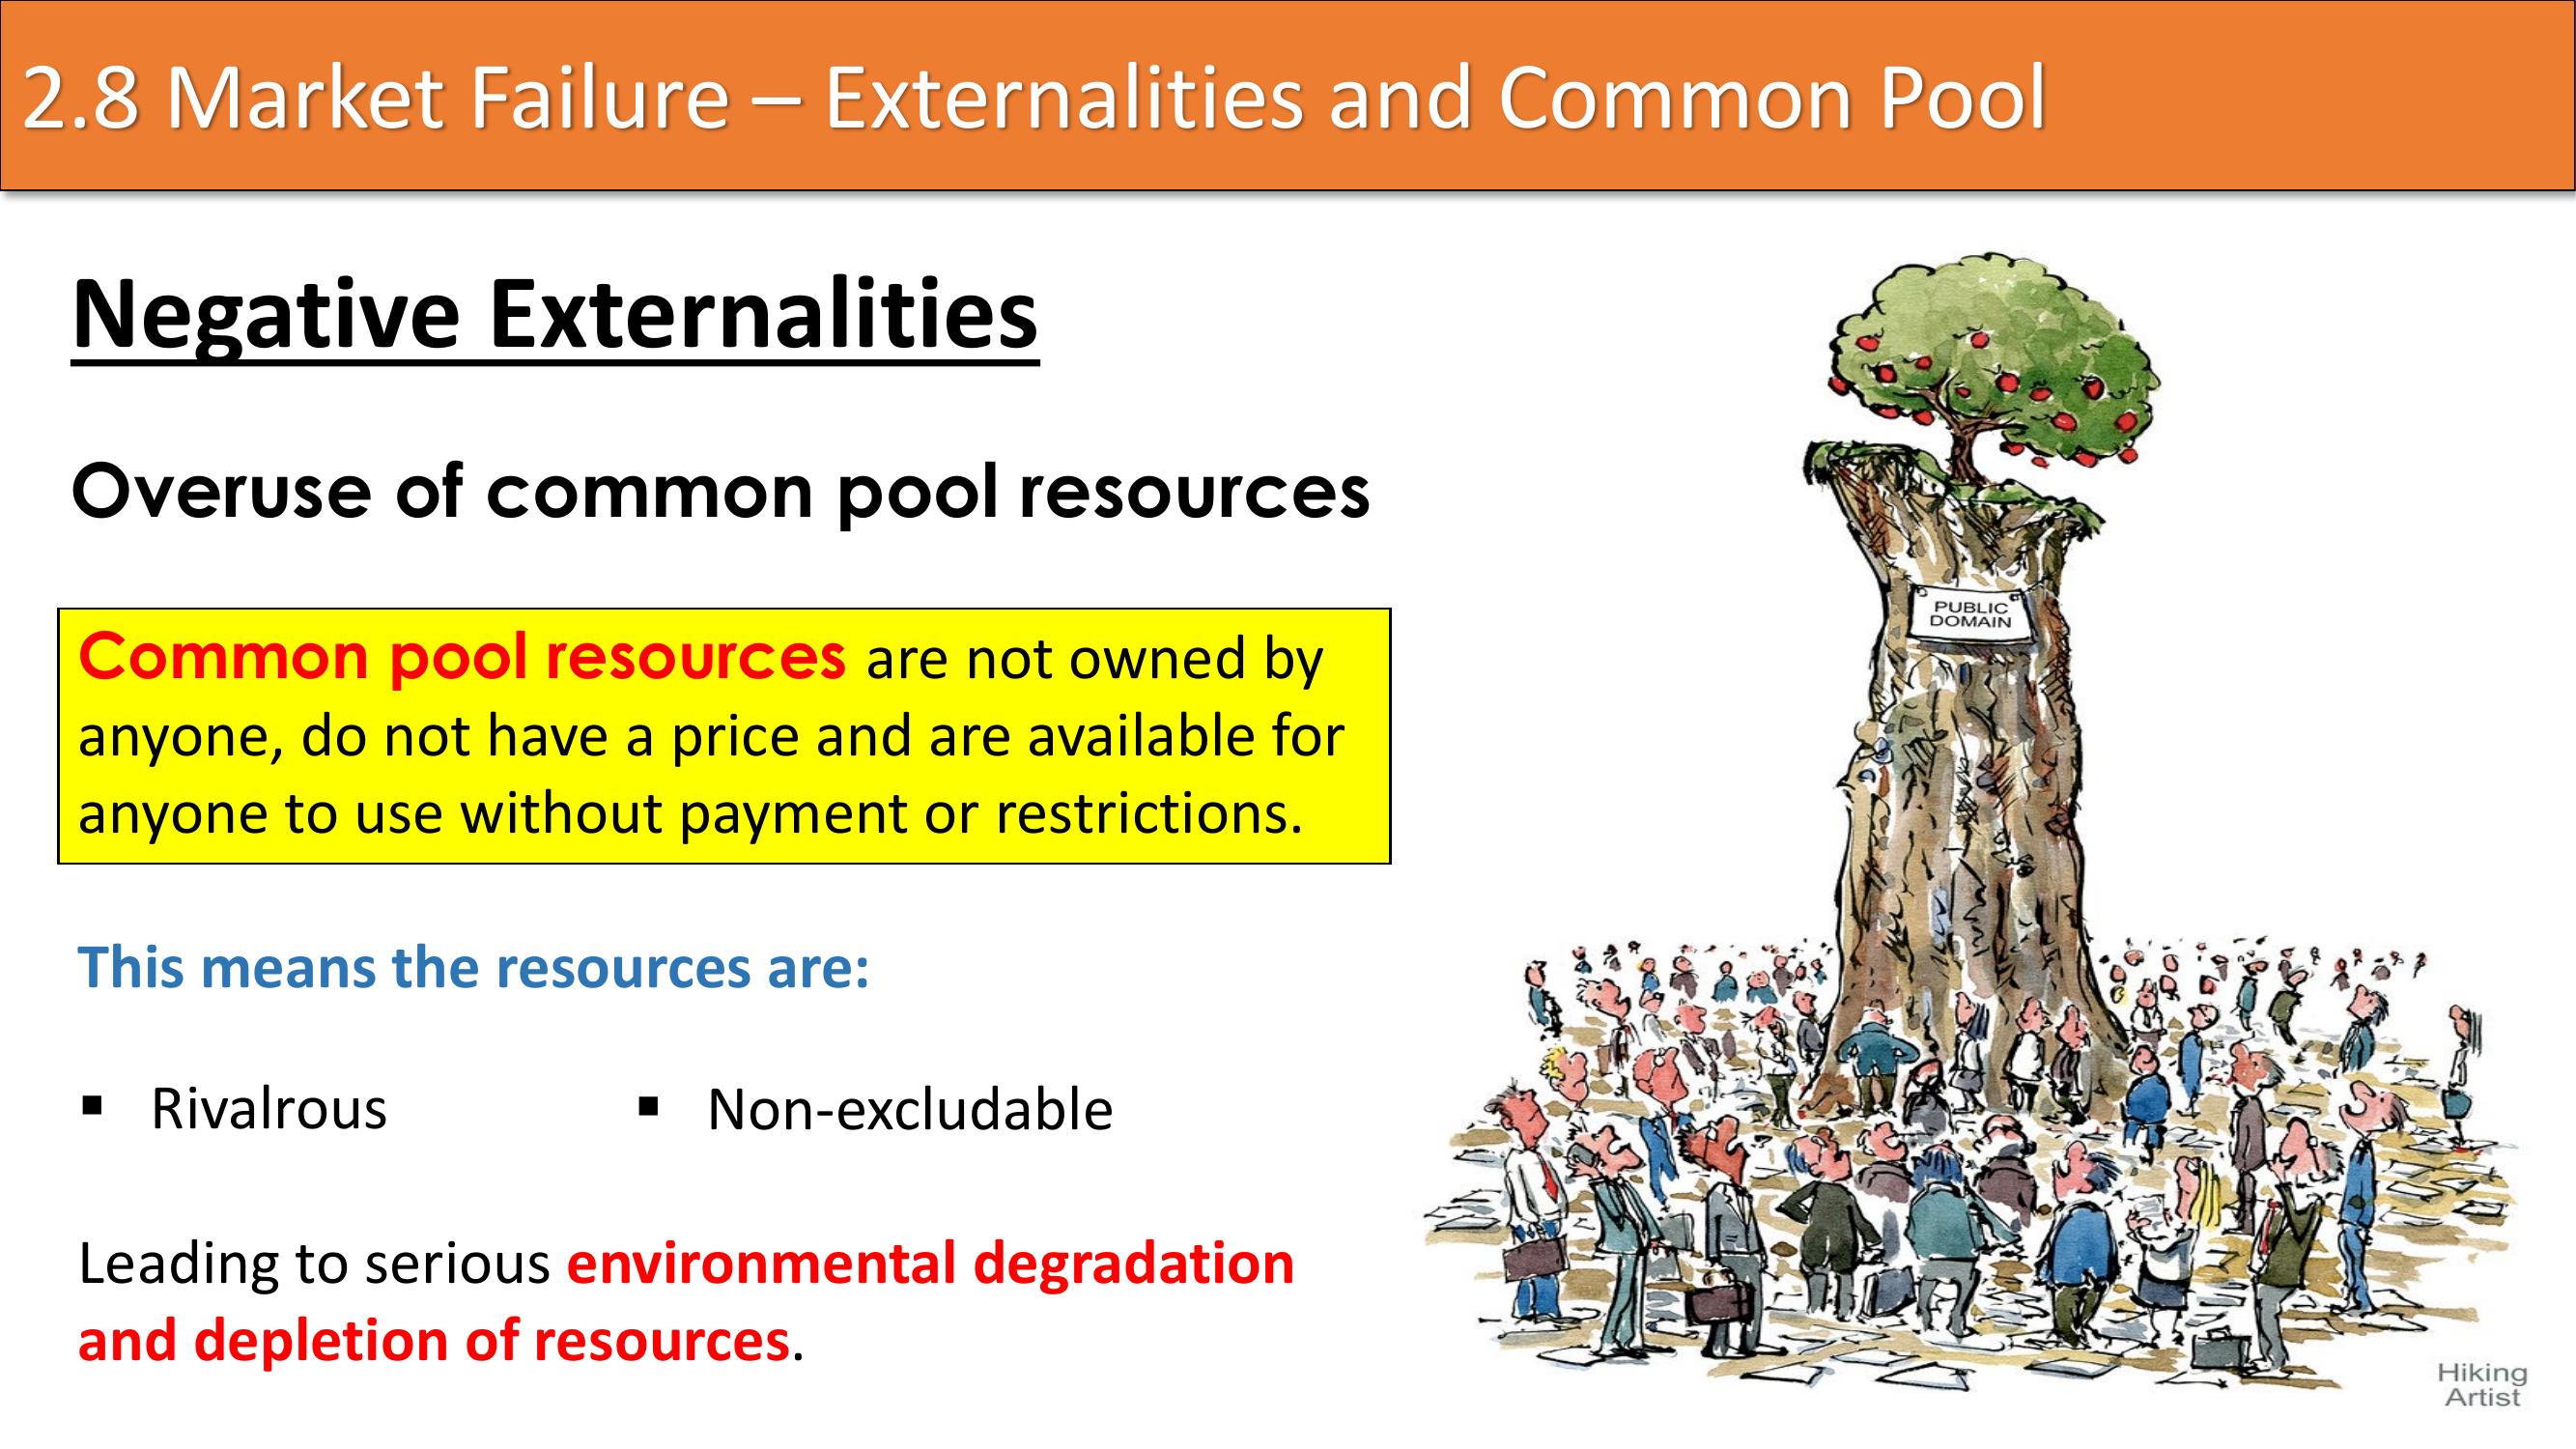 2.8 Market Failure – Externalities and Common Pool
Negative Externalities
Overuse of common pool resources
Common pool resources are not owned by
anyone, do not have a price and are available for
anyone to use without payment or restrictions.
This means the resources are:
▪ Rivalrous
▪ Non-excludable
Leading to serious environmental degradation
and depletion of resources.
PUBLIC
DOMAIN
Hiking
Artist